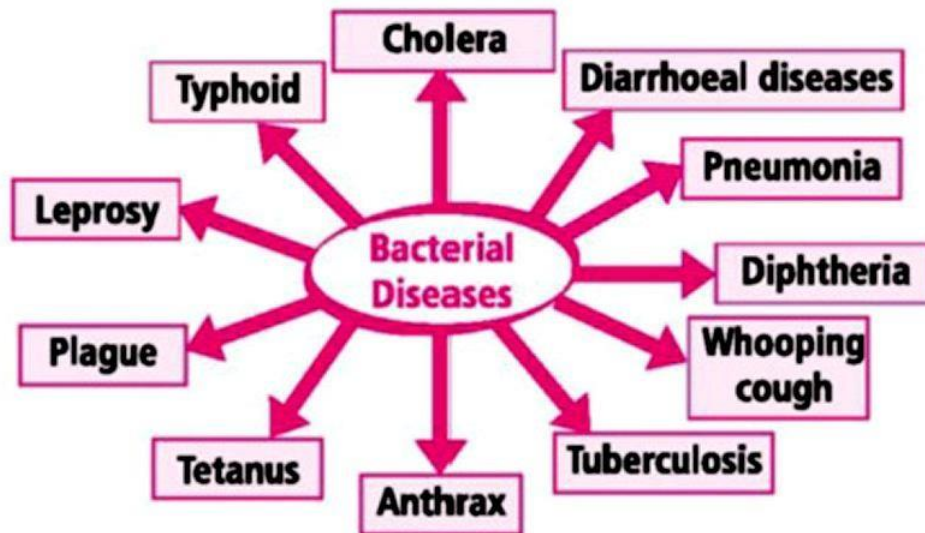 Cholera
Typhoid
Diarrhoeal diseases
Pneumonia
Leprosy
Bacterial
Diseases
Diphtheria
Plague
Whooping
cough
Tetanus
Tuberculosis
Anthrax